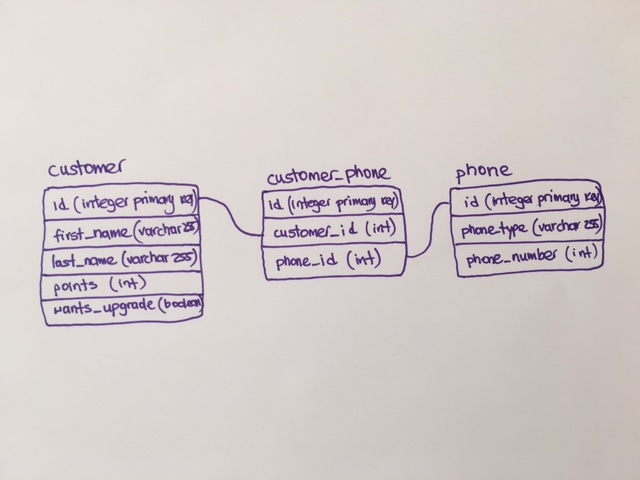 customer
id (integer primary key)
first_name (varchar 255)
last_name (varchar 255)
points (int)
wants_upgrade (boolean)
customer_phone
id (integer primary key)
customer_id (int)
phone_id (int)
phone
id (integer primary key)
phone_type (varchar 255)
phone_number (int)